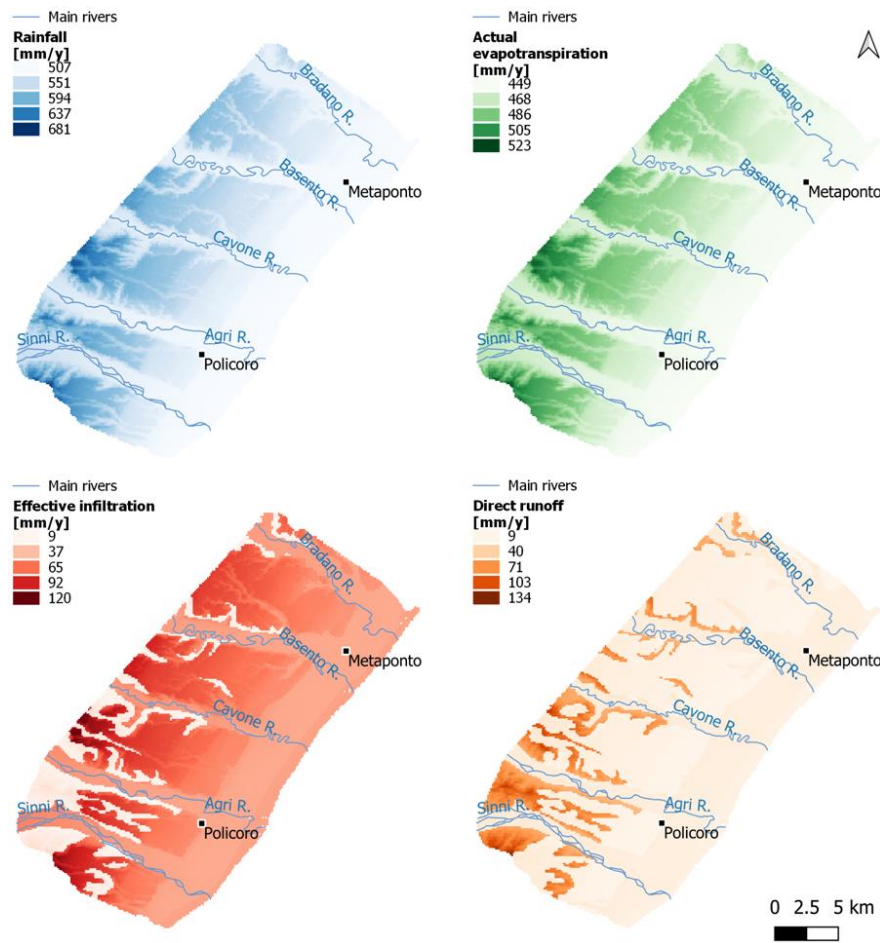 Main rivers
Rainfall
[mm/y]
507
551
594
637
681
Bradano R.
Basento R.
Metaponto
Cavone R.
Agri R.
Sinni R.
Policoro
Main rivers
Actual
evapotranspiration
[mm/y]
449
468
486
505
523
Bradano R.
Basento R.
Metaponto
Cavone R.
Agri R.
Sinni R.
Policoro
Main rivers
Effective infiltration
[mm/y]
9
37
65
92
120
Bradano R.
Basento R.
Metaponto
Cavone R.
Agri R.
Sinni R.
Policoro
Main rivers
Direct runoff
[mm/y]
9
40
71
103
134
Bradano R.
Basento R.
Metaponto
Cavone R.
Agri R.
Sinni R.
Policoro
0 2.5 5 km